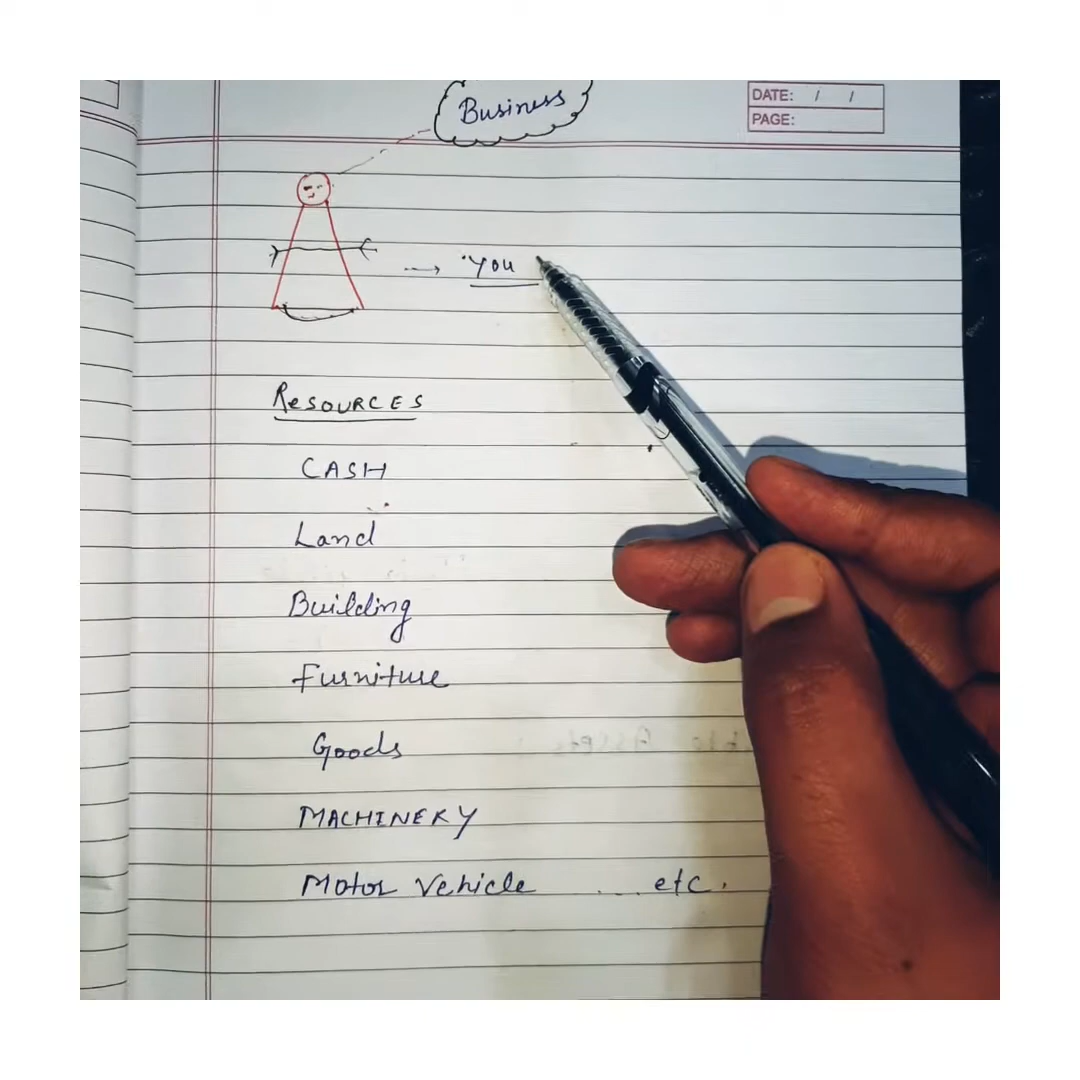 Business
DATE: / /
PAGE:
You
RESOURCES
CASH
Land
Building
Furniture
Goods
MACHINERY
Motor Vehicle ... etc.